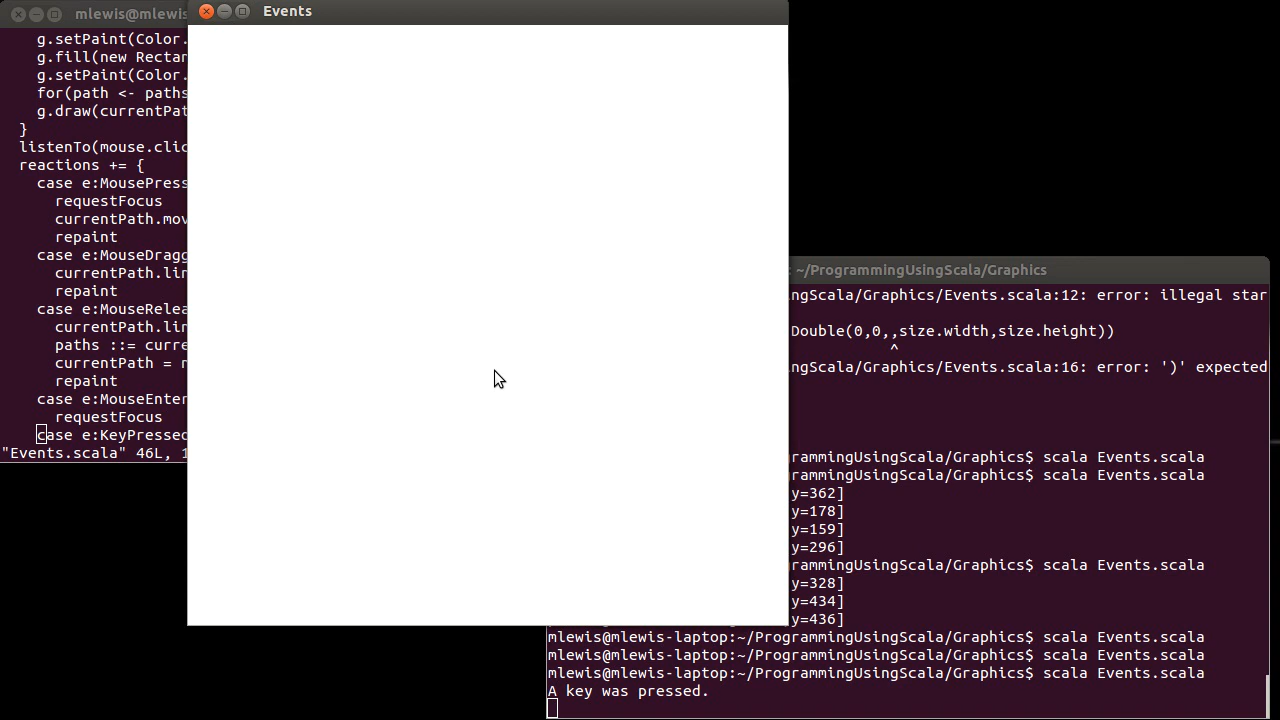 mlewis@mlewis
g.setPaint(Color.
g.fill(new Rectan
g.setPaint(Color.
for(path <- paths
g.draw(currentPat
}
listenTo(mouse.clic
reactions += {
case e:MousePress
requestFocus
currentPath.mov
repaint
case e:MouseDragg
currentPath.lin
repaint
case e:MouseRelea
currentPath.lin
paths ::= curre
currentPath = n
repaint
case e:MouseEnter
requestFocus
case e:KeyPressed
"Events.scala" 46L, 1
Events
: ~/ProgrammingUsingScala/Graphics
ngScala/Graphics/Events.scala:12: error: illegal star
Double(0,0,,size.width,size.height))
^
ngScala/Graphics/Events.scala:16: error: ')' expected
rammingUsingScala/Graphics$ scala Events.scala
rammingUsingScala/Graphics$ scala Events.scala
y=362]
y=178]
y=159]
y=296]
rammingUsingScala/Graphics$ scala Events.scala
y=328]
y=434]
y=436]
mlewis@mlewis-laptop:~/ProgrammingUsingScala/Graphics$ scala Events.scala
mlewis@mlewis-laptop:~/ProgrammingUsingScala/Graphics$ scala Events.scala
mlewis@mlewis-laptop:~/ProgrammingUsingScala/Graphics$ scala Events.scala
A key was pressed.